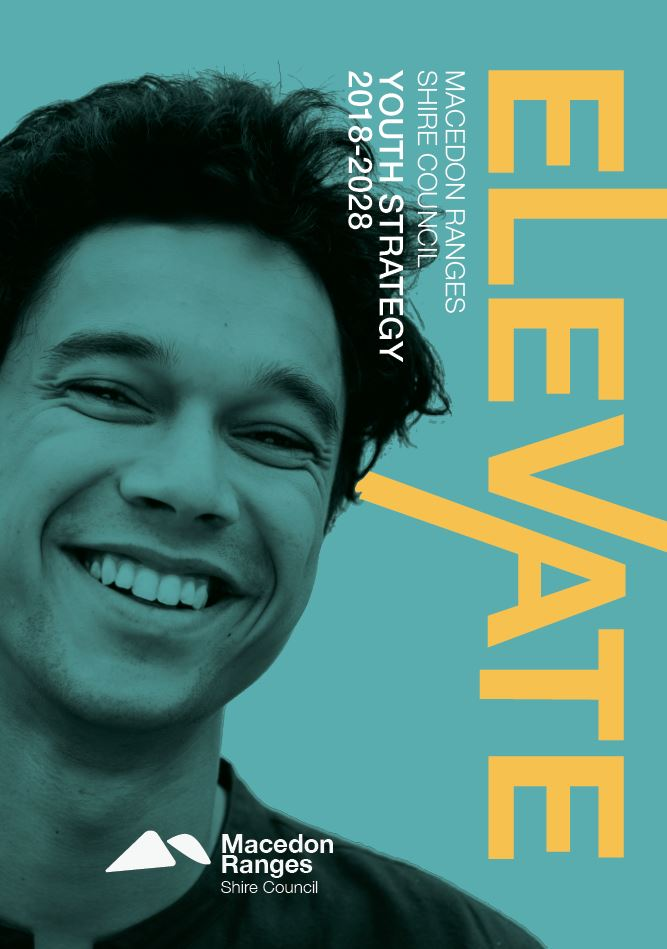 ELEVATE
MACEDON RANGES
SHIRE COUNCIL
YOUTH STRATEGY
2018-2028
Macedon
Ranges
Shire Council